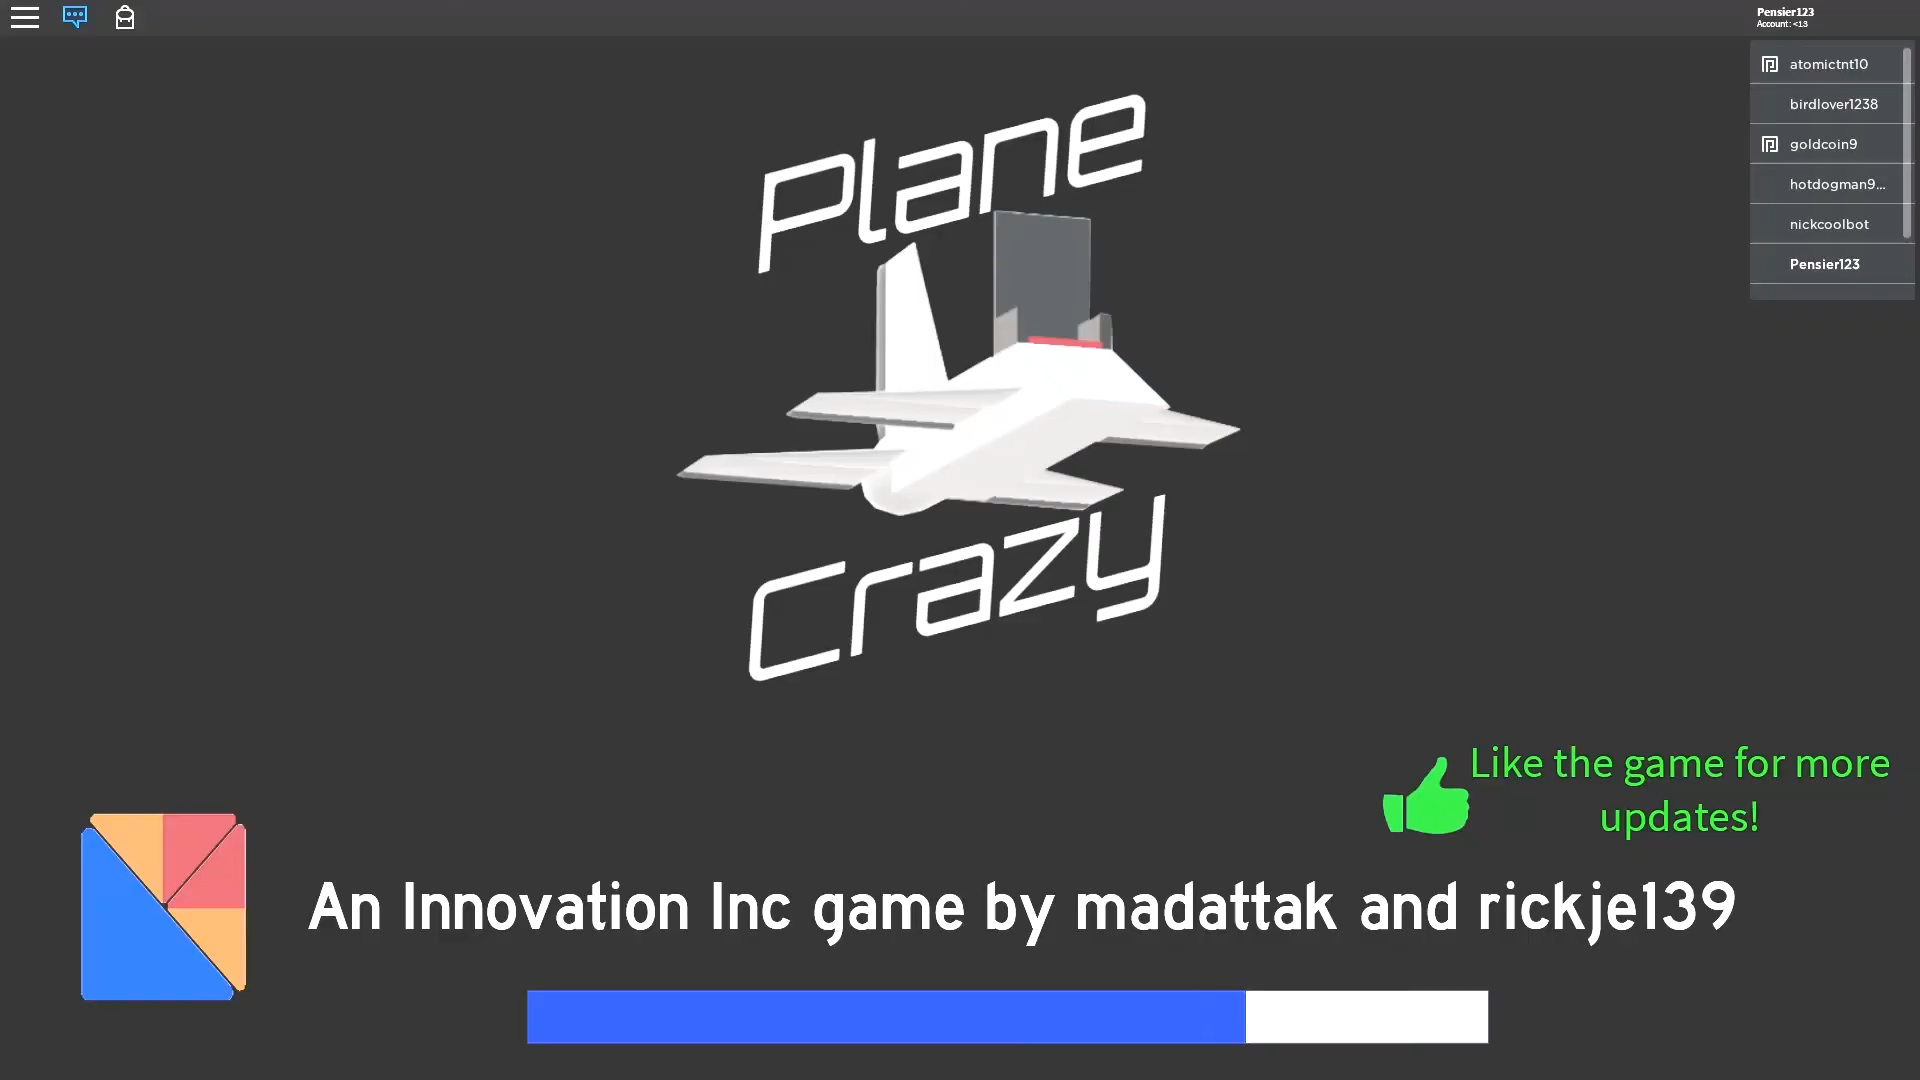 Pensier123
Account: <13
atomictnt10
birdlover1238
goldcoin9
hotdogman9...
nickcoolbot
Pensier123
Plane
Crazy
Like the game for more
updates!
An Innovation Inc game by madattak and rickje139